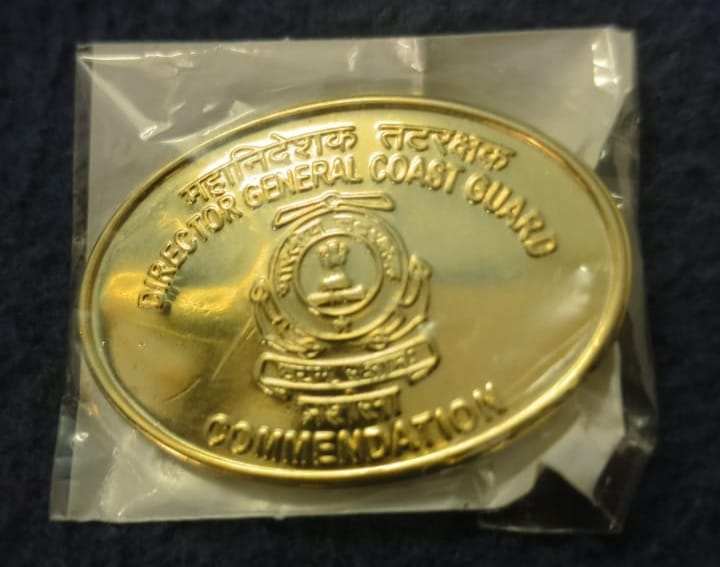 महानिदेशक तटरक्षक
DIRECTOR GENERAL COAST GUARD
COMMENDATION